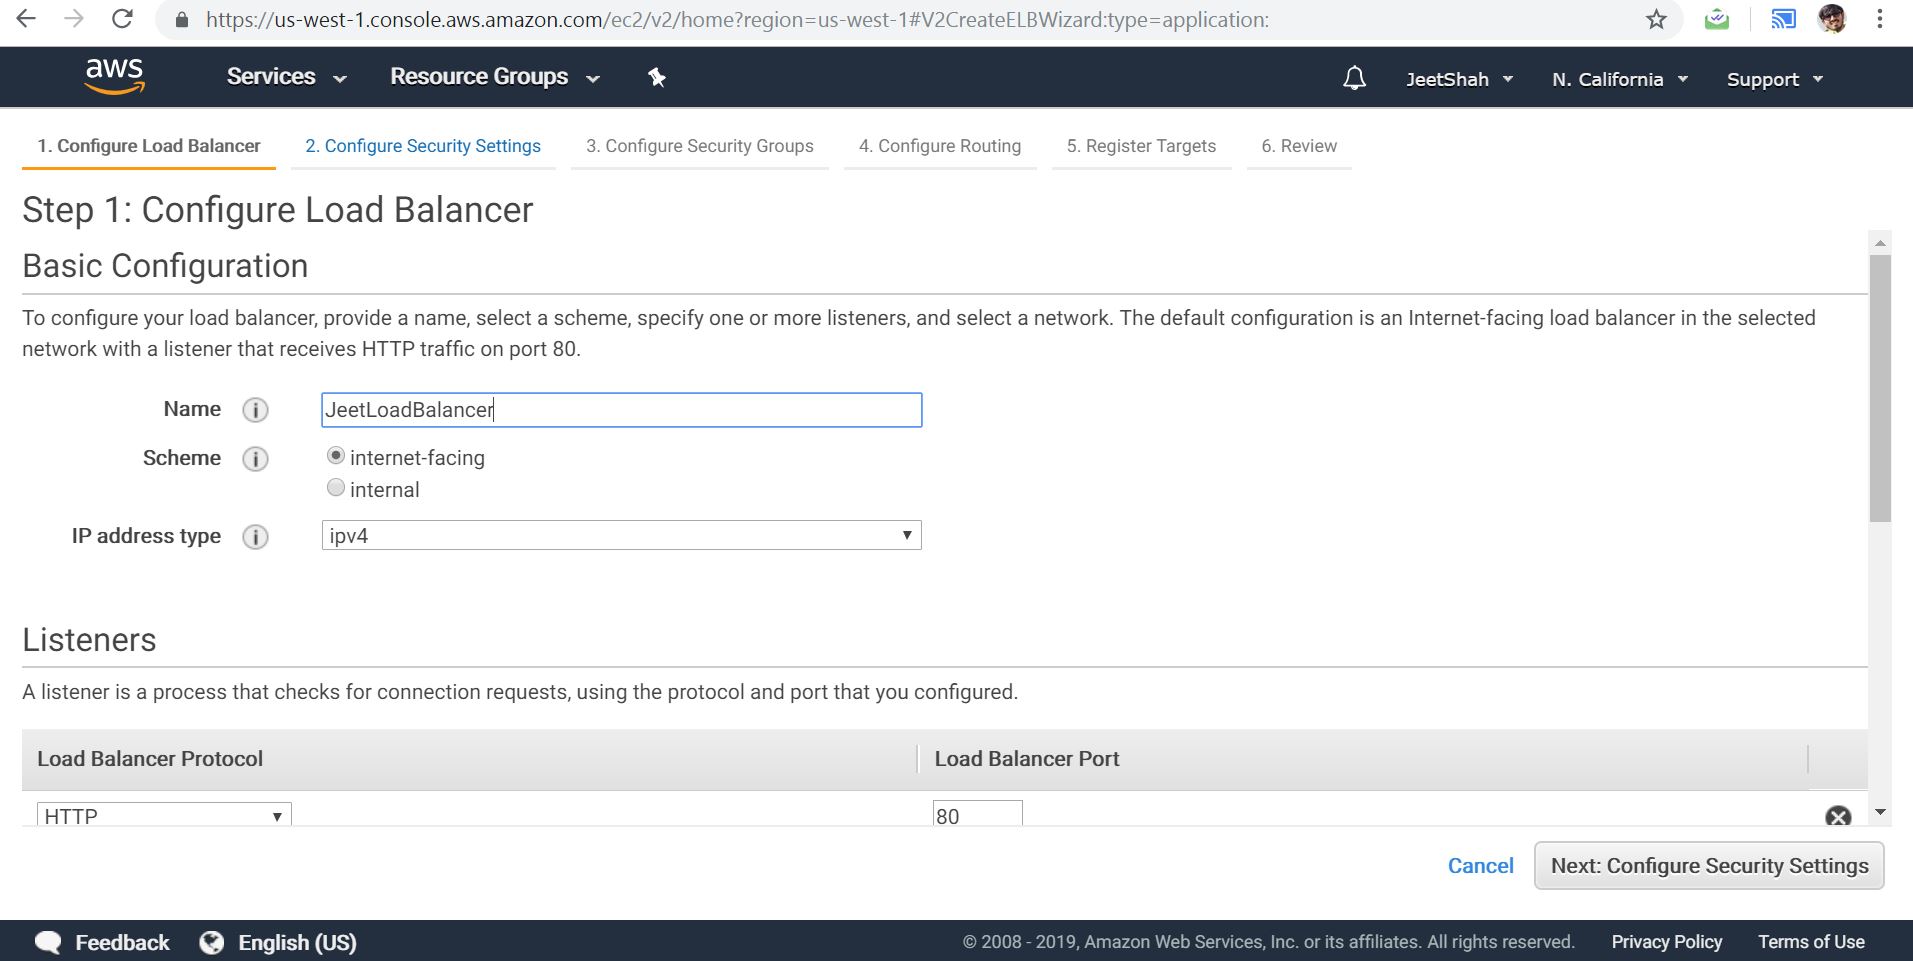 https://us-west-1.console.aws.amazon.com/ec2/v2/home?region=us-west-1#V2CreateELBWizard:type=application:
aws Services Resource Groups JeetShah N. California Support
1. Configure Load Balancer 2. Configure Security Settings 3. Configure Security Groups 4. Configure Routing 5. Register Targets 6. Review
Step 1: Configure Load Balancer
Basic Configuration
To configure your load balancer, provide a name, select a scheme, specify one or more listeners, and select a network. The default configuration is an Internet-facing load balancer in the selected
network with a listener that receives HTTP traffic on port 80.
Name i JeetLoadBalancer
Scheme i internet-facing
internal
IP address type i ipv4
Listeners
A listener is a process that checks for connection requests, using the protocol and port that you configured.
Load Balancer Protocol Load Balancer Port
HTTP 80
Cancel Next: Configure Security Settings
Feedback English (US) © 2008 - 2019, Amazon Web Services, Inc. or its affiliates. All rights reserved. Privacy Policy Terms of Use